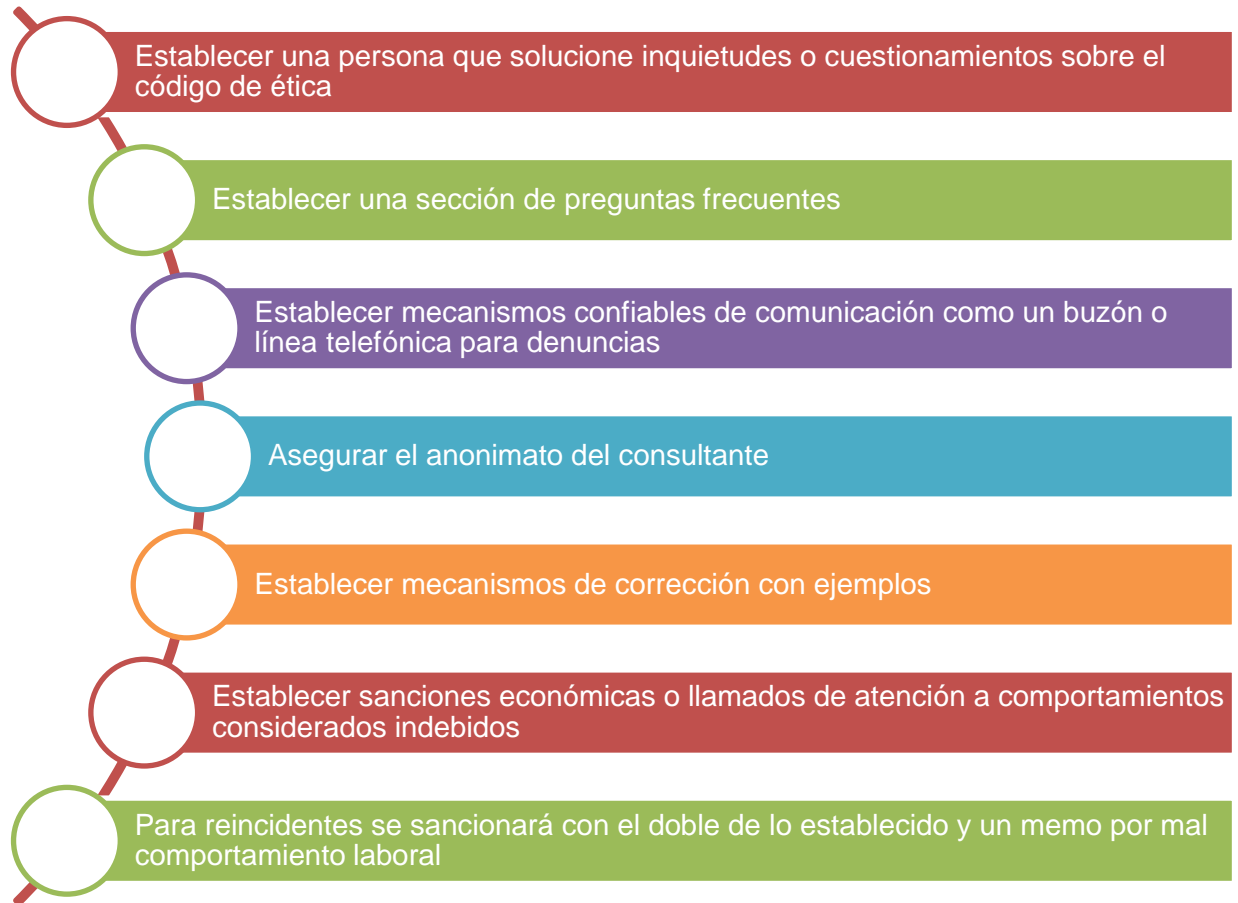 Establecer una persona que solucione inquietudes o cuestionamientos sobre el
código de ética
Establecer una sección de preguntas frecuentes
Establecer mecanismos confiables de comunicación como un buzón o
línea telefónica para denuncias
Asegurar el anonimato del consultante
Establecer mecanismos de corrección con ejemplos
Establecer sanciones económicas o llamados de atención a comportamientos
considerados indebidos
Para reincidentes se sancionará con el doble de lo establecido y un memo por mal
comportamiento laboral